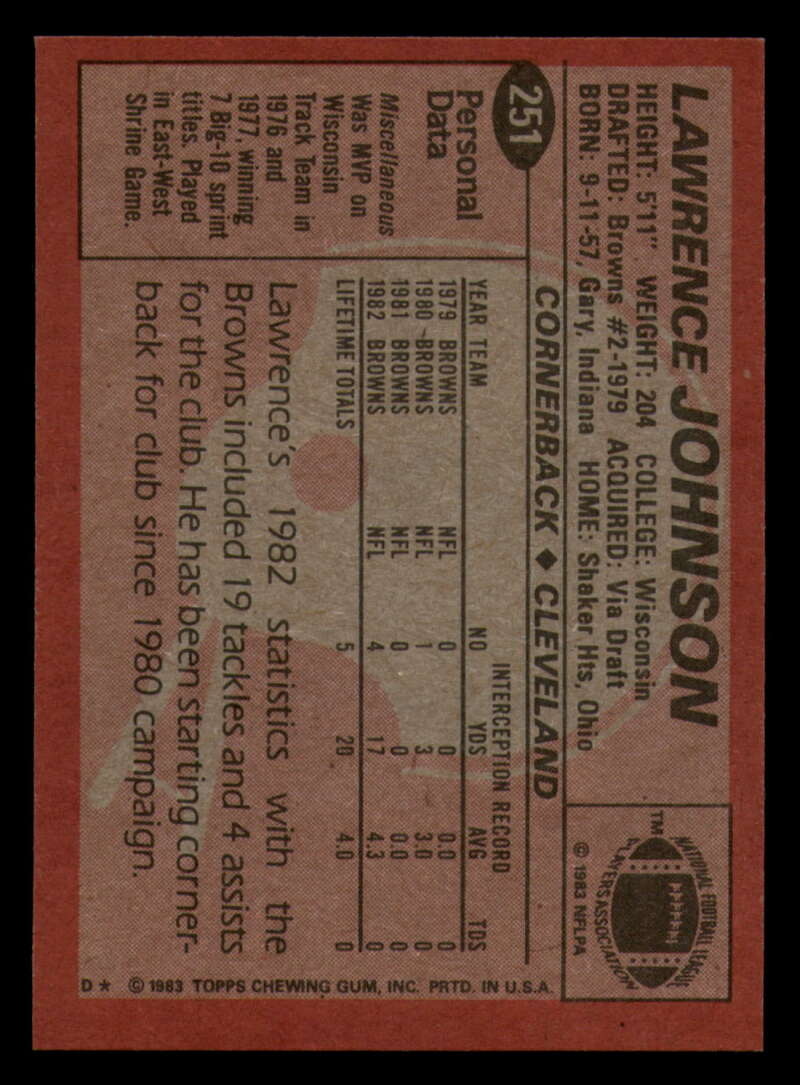 LAWRENCE JOHNSON
HEIGHT: 5'11" WEIGHT: 204 COLLEGE: Wisconsin
DRAFTED: Browns #2-1979 ACQUIRED: Via Draft
BORN: 9-11-57, Gary, Indiana HOME: Shaker Hts, Ohio
NATIONAL FOOTBALL LEAGUE
PLAYERS ASSOCIATION
TM
© 1983 NFLPA
251
CORNERBACK ◆ CLEVELAND
Personal
Data
Miscellaneous
Was MVP on
Wisconsin
Track Team in
1976 and
1977, winning
7 Big-10 sprint
titles. Played
in East-West
Shrine Game.
INTERCEPTION RECORD
YEAR TEAM NO YDS AVG TDS
1979 BROWNS NFL 0 0 0.0 0
1980 BROWNS NFL 1 3 3.0 0
1981 BROWNS NFL 0 0 0.0 0
1982 BROWNS NFL 4 17 4.3 0
LIFETIME TOTALS 5 20 4.0 0
Lawrence's 1982 statistics with the
Browns included 19 tackles and 4 assists
for the club. He has been starting corner-
back for club since 1980 campaign.
D* © 1983 TOPPS CHEWING GUM, INC. PRTD. IN U.S.A.